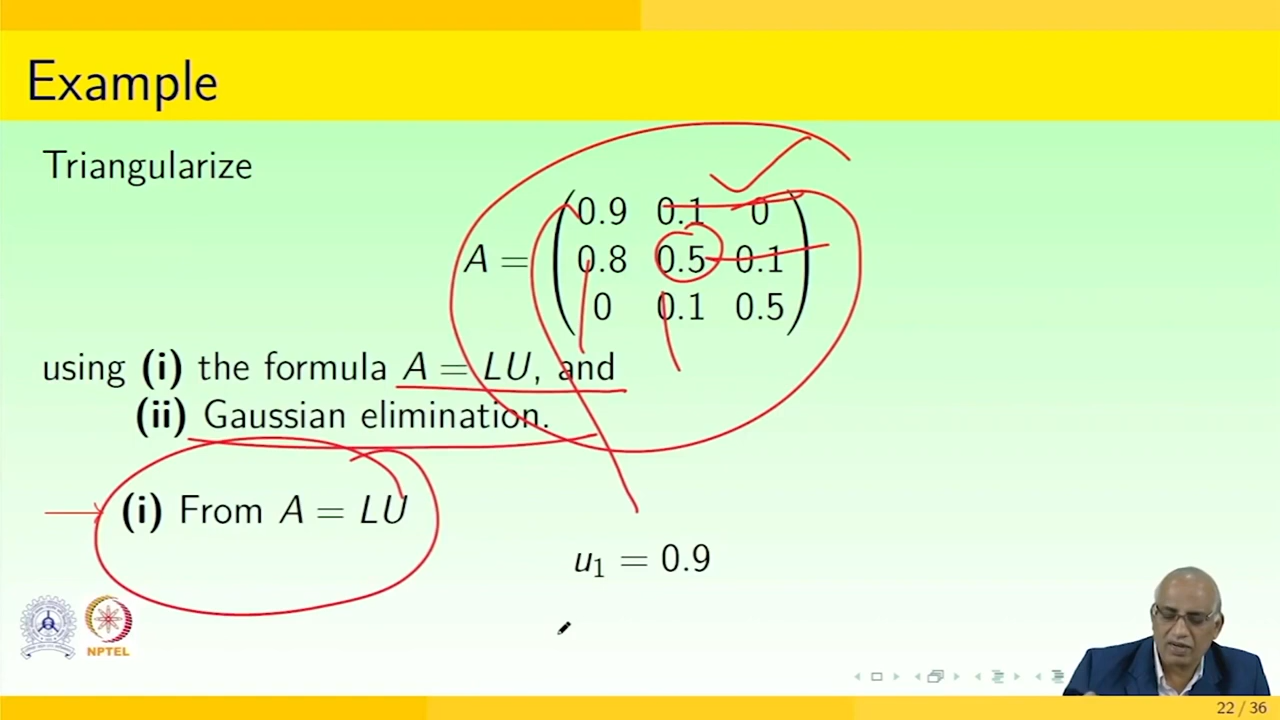 Example
Triangularize
A = (0.9 0.1 0
0.8 0.5 0.1
0 0.1 0.5)
using (i) the formula A = LU, and
(ii) Gaussian elimination.
(i) From A = LU
u₁ = 0.9
NPTEL
22 / 36